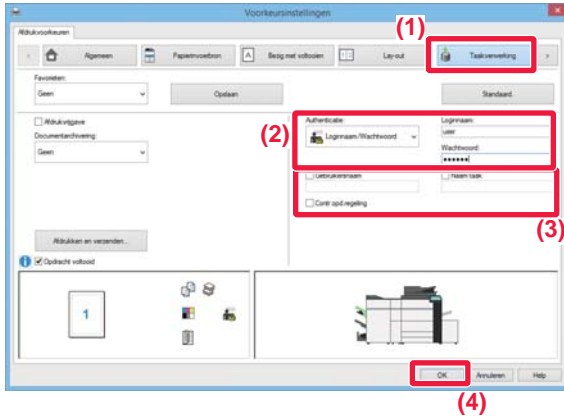 Voorkeursinstellingen
(1)
Afdrukvoorkeuren
Algemeen
Papierinvoerbron
A
Bezig met voltooien
1 2
Lay-out
Taakverwerking
Favorieten:
Geen
Opslaan
Standaard
Afdrukvrijgave
Documentarchivering:
Geen
(2)
Authenticatie:
Loginnaam/Wachtwoord
Loginnaam:
user
Wachtwoord:
••••••
Gebruikersnaam
Naam taak
Contr opd.regeling
(3)
Afdrukken en verzenden...
Opdracht voltooid
1
OK
Annuleren
Help
(4)